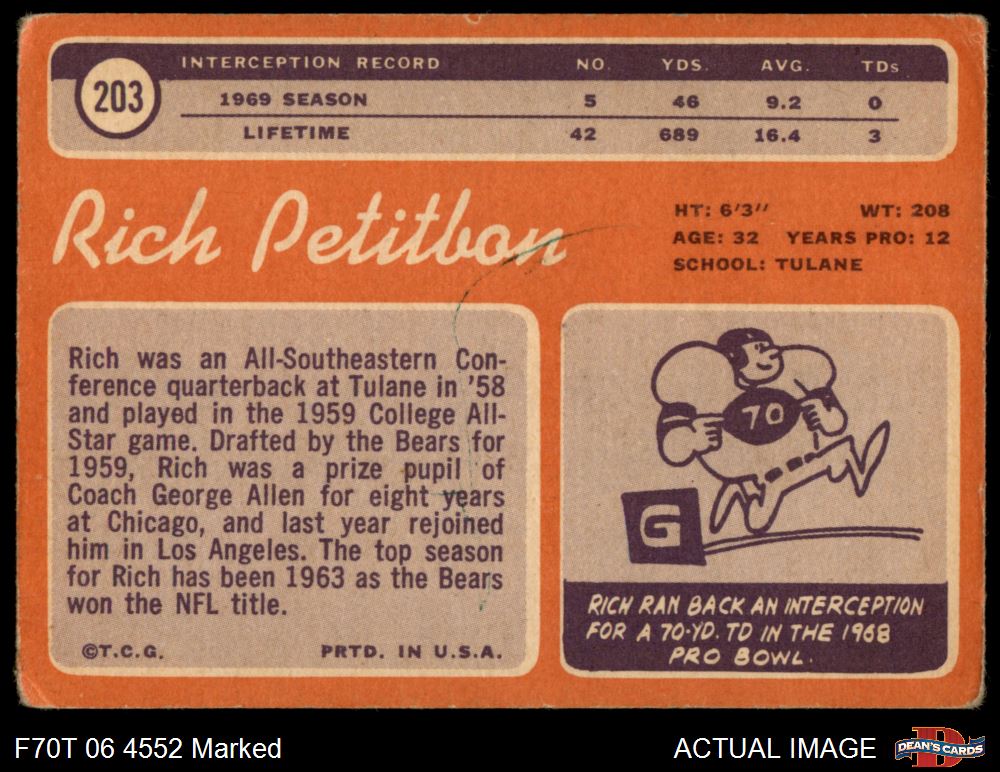 INTERCEPTION RECORD NO. YDS. AVG. TDs
203
1969 SEASON 5 46 9.2 0
LIFETIME 42 689 16.4 3
Rich Petitbon
HT: 6'3" WT: 208
AGE: 32 YEARS PRO: 12
SCHOOL: TULANE
Rich was an All-Southeastern Con-
ference quarterback at Tulane in '58
and played in the 1959 College All-
Star game. Drafted by the Bears for
1959, Rich was a prize pupil of
Coach George Allen for eight years
at Chicago, and last year rejoined
him in Los Angeles. The top season
for Rich has been 1963 as the Bears
won the NFL title.
©T.C.G. PRTD. IN U.S.A.
70
G
RICH RAN BACK AN INTERCEPTION
FOR A 70-YD. TD IN THE 1968
PRO BOWL.
F70T 06 4552 Marked
ACTUAL IMAGE
DEAN'S CARDS